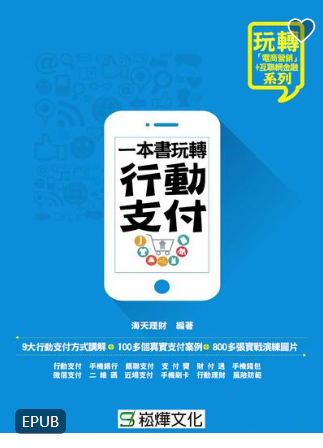 玩轉
「電商營銷」
+互聯網金融
系列
一本書玩轉
行動
支付
海天理財 編著
9大行動支付方式講解+100多個真實支付案例+800多張實戰演練圖片
行動支付 手機銀行 銀聯支付 支付寶 財付通 手機錢包
微信支付 二維碼 近場支付 手機刷卡 行動理財 風險防範
EPUB
崧燁文化